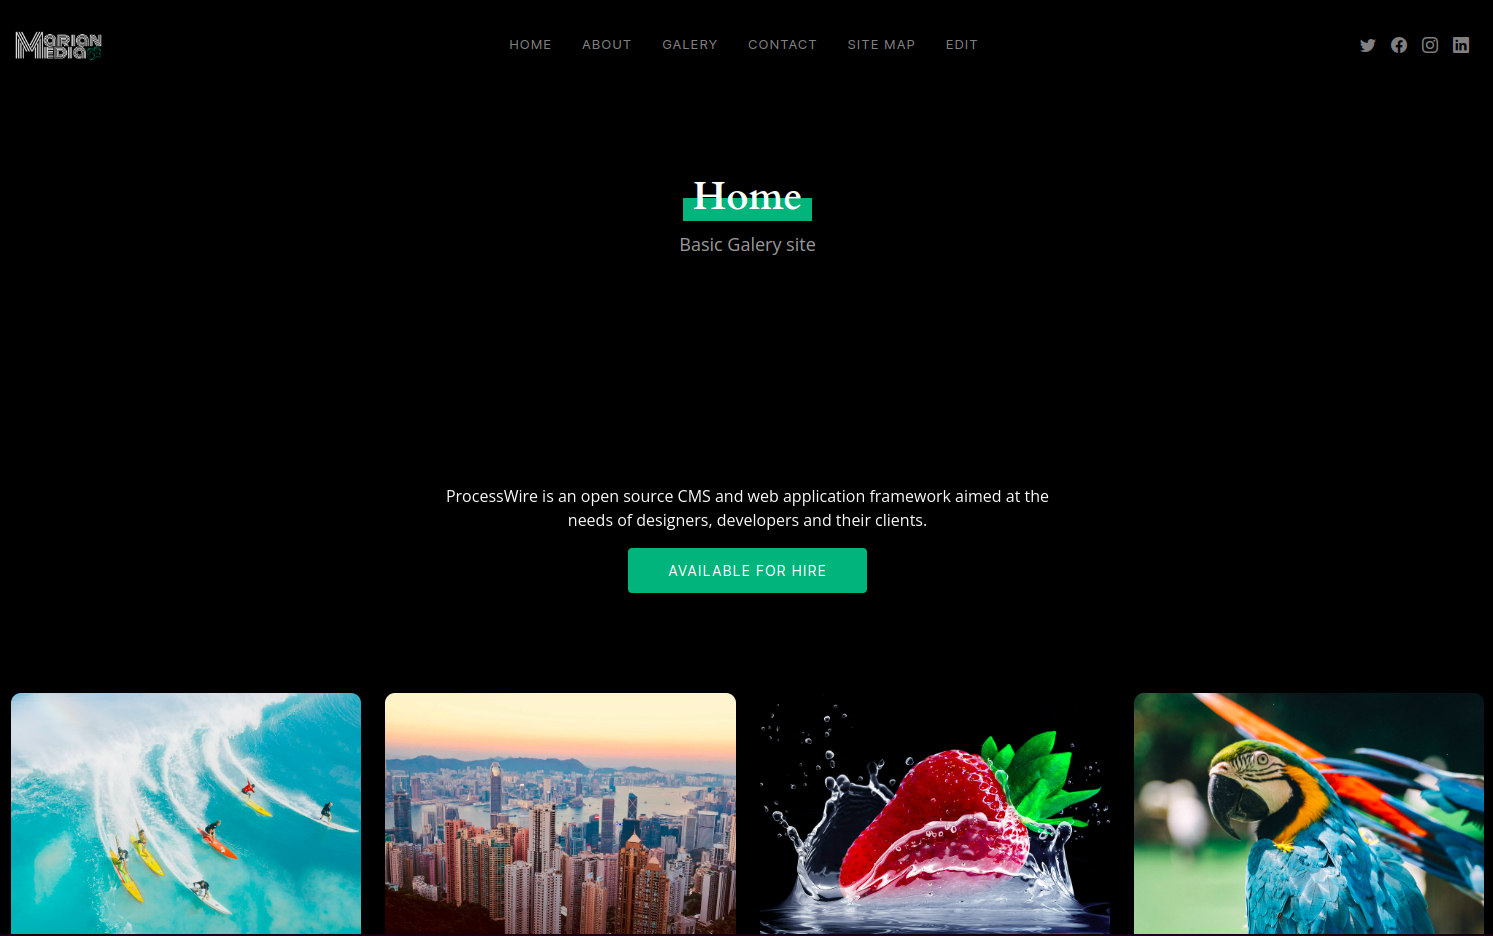 Marian
Media
HOME ABOUT GALERY CONTACT SITE MAP EDIT
Home
Basic Galery site
ProcessWire is an open source CMS and web application framework aimed at the
needs of designers, developers and their clients.
AVAILABLE FOR HIRE